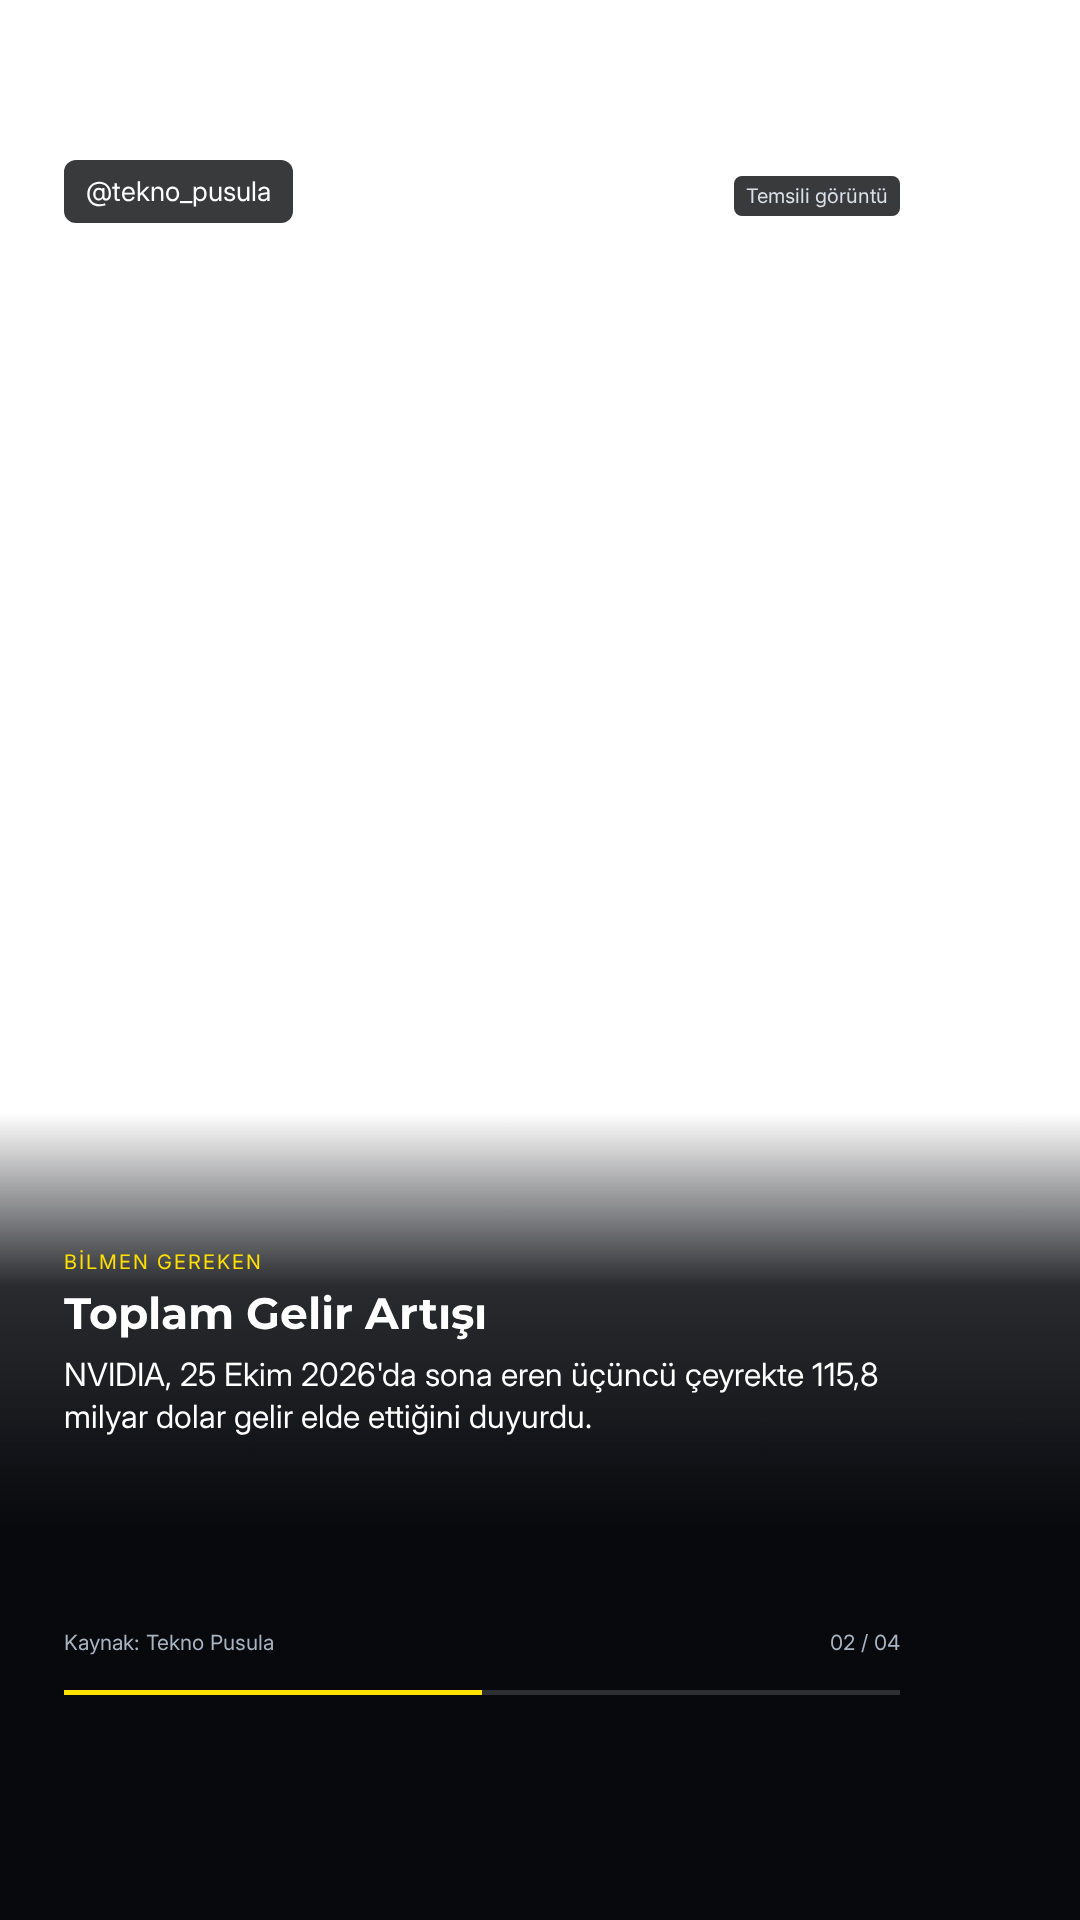 @tekno_pusula
Temsili görüntü
BİLMEN GEREKEN
Toplam Gelir Artışı
NVIDIA, 25 Ekim 2026'da sona eren üçüncü çeyrekte 115,8
milyar dolar gelir elde ettiğini duyurdu.
Kaynak: Tekno Pusula
02 / 04